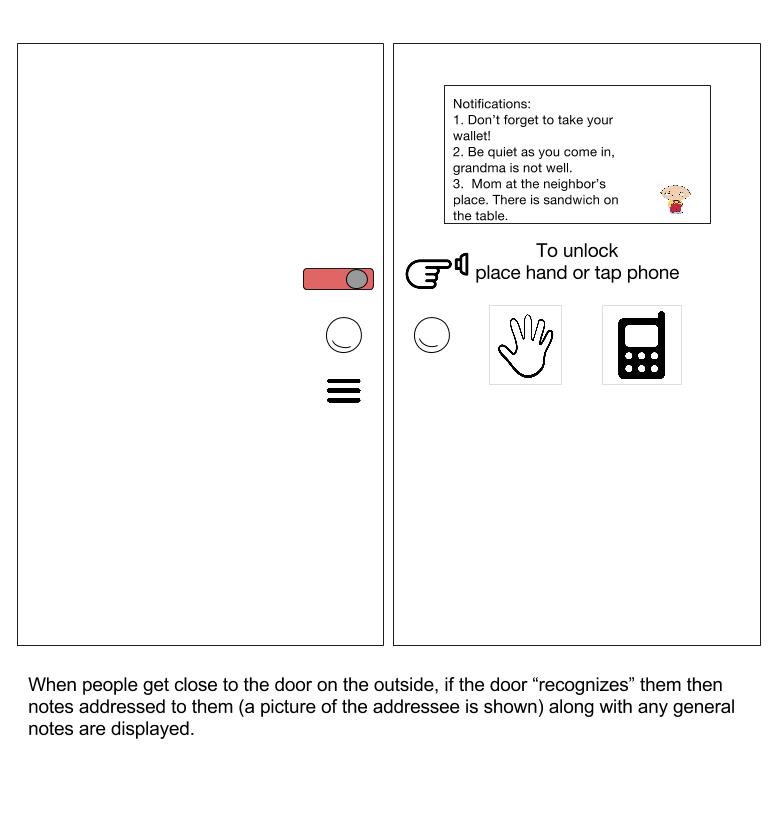 Notifications:
1. Don't forget to take your
wallet!
2. Be quiet as you come in,
grandma is not well.
3.  Mom at the neighbor's
place. There is sandwich on
the table.
To unlock
place hand or tap phone
When people get close to the door on the outside, if the door “recognizes” them then
notes addressed to them (a picture of the addressee is shown) along with any general
notes are displayed.